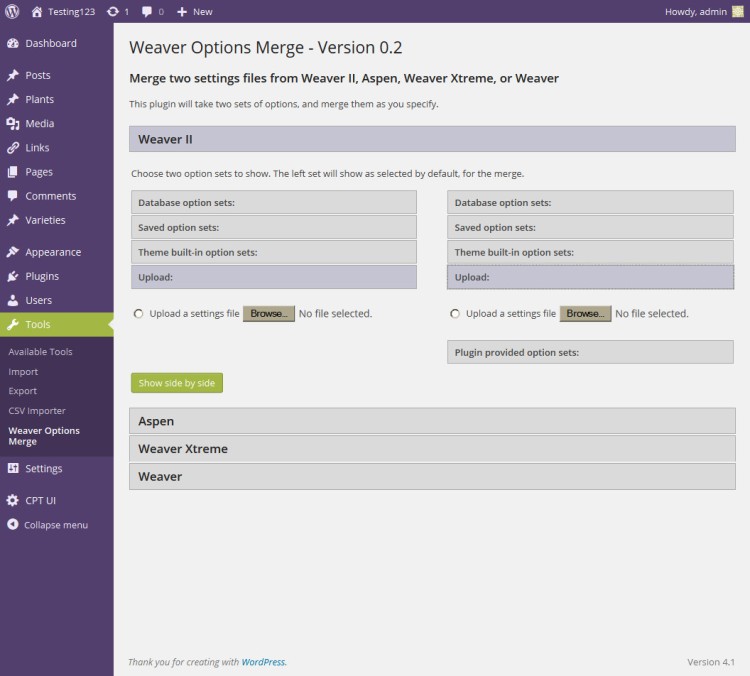 Testing123 1 0 New Howdy, admin
Dashboard
Posts
Plants
Media
Links
Pages
Comments
Varieties
Appearance
Plugins
Users
Tools
Available Tools
Import
Export
CSV Importer
Weaver Options
Merge
Settings
CPT UI
Collapse menu
Weaver Options Merge - Version 0.2
Merge two settings files from Weaver II, Aspen, Weaver Xtreme, or Weaver
This plugin will take two sets of options, and merge them as you specify.
Weaver II
Choose two option sets to show. The left set will show as selected by default, for the merge.
Database option sets:
Saved option sets:
Theme built-in option sets:
Upload:
Upload a settings file Browse... No file selected.
Database option sets:
Saved option sets:
Theme built-in option sets:
Upload:
Upload a settings file Browse... No file selected.
Plugin provided option sets:
Show side by side
Aspen
Weaver Xtreme
Weaver
Thank you for creating with WordPress. Version 4.1